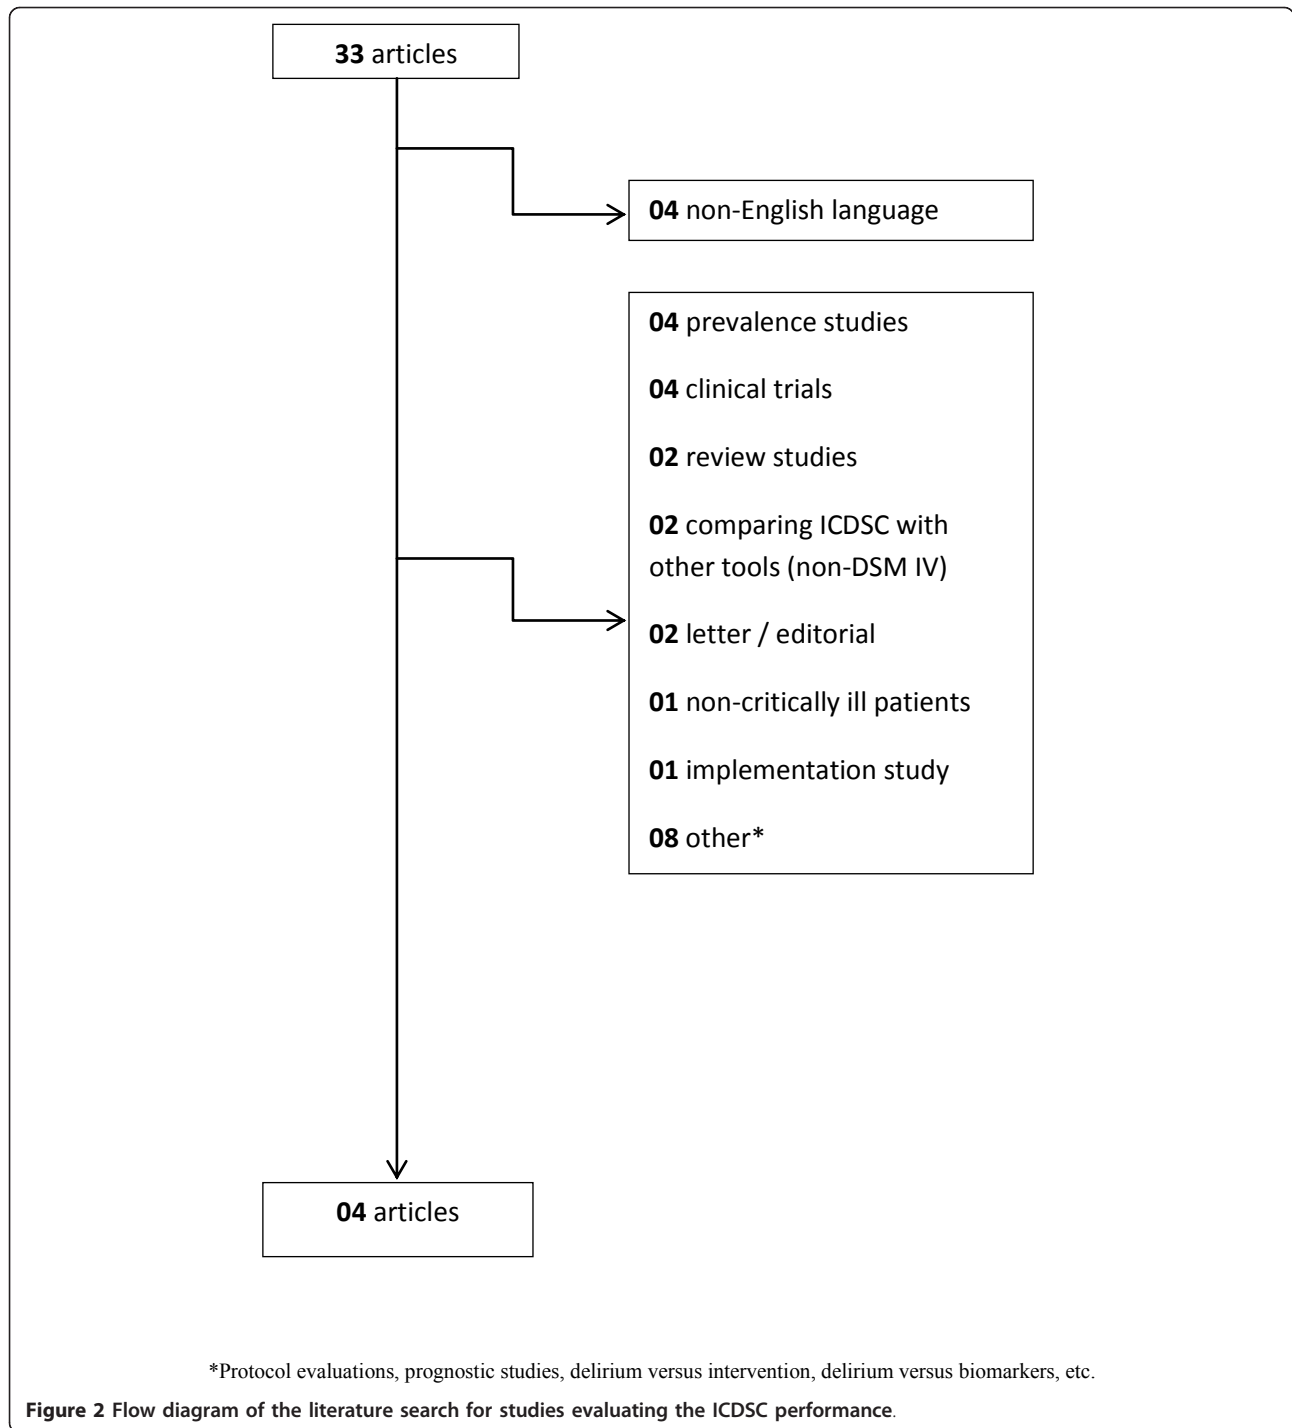 33 articles
04 non-English language
04 prevalence studies
04 clinical trials
02 review studies
02 comparing ICDSC with
other tools (non-DSM IV)
02 letter / editorial
01 non-critically ill patients
01 implementation study
08 other*
04 articles
*Protocol evaluations, prognostic studies, delirium versus intervention, delirium versus biomarkers, etc.
Figure 2 Flow diagram of the literature search for studies evaluating the ICDSC performance.